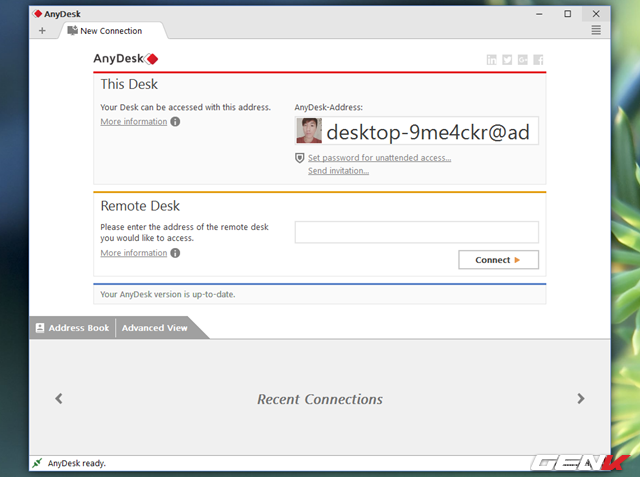 AnyDesk
New Connection
AnyDesk
This Desk
Your Desk can be accessed with this address.
More information
AnyDesk-Address:
desktop-9me4ckr@ad
Set password for unattended access...
Send invitation...
Remote Desk
Please enter the address of the remote desk
you would like to access.
More information
Connect
Your AnyDesk version is up-to-date.
Address Book
Advanced View
Recent Connections
AnyDesk ready.
GENK